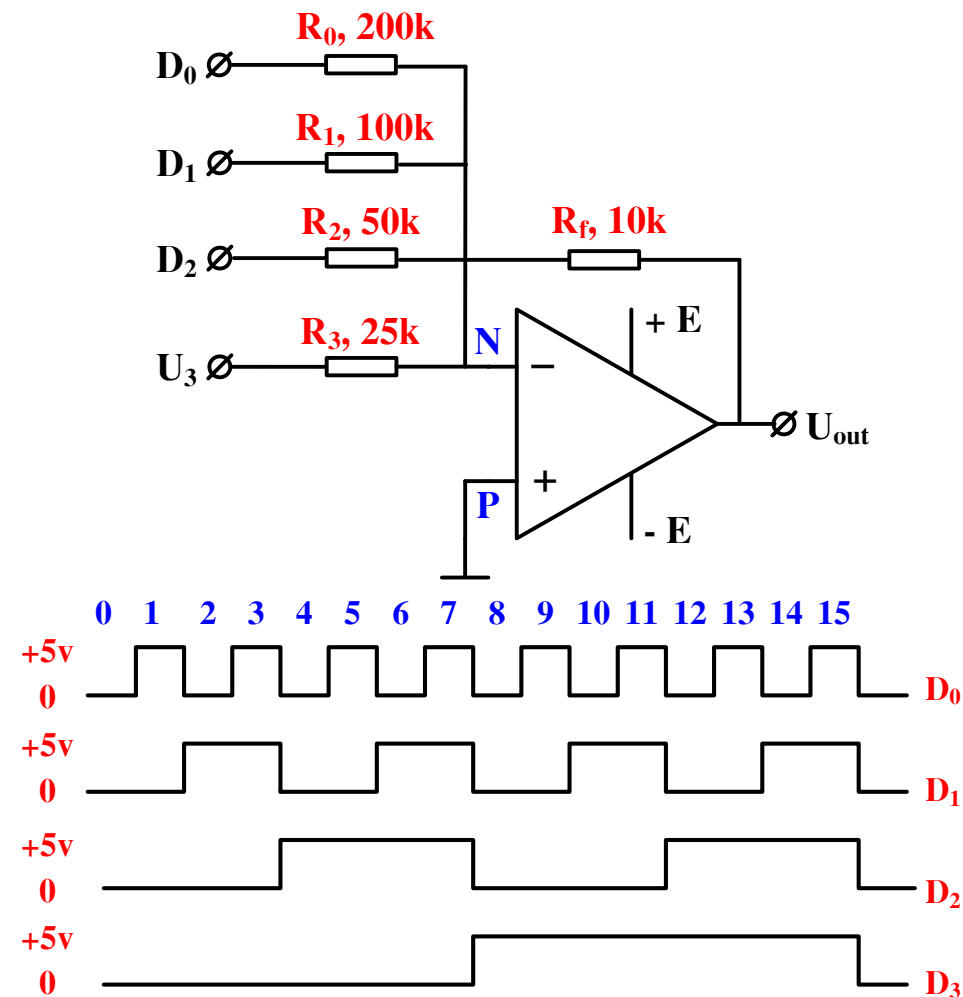 R₀, 200k
D₀
R₁, 100k
D₁
R₂, 50k
D₂
R_f, 10k
R₃, 25k
U₃
N
+ E
−
U_out
+
P
- E
0 1 2 3 4 5 6 7 8 9 10 11 12 13 14 15
+5v
0
D₀
+5v
0
D₁
+5v
0
D₂
+5v
0
D₃